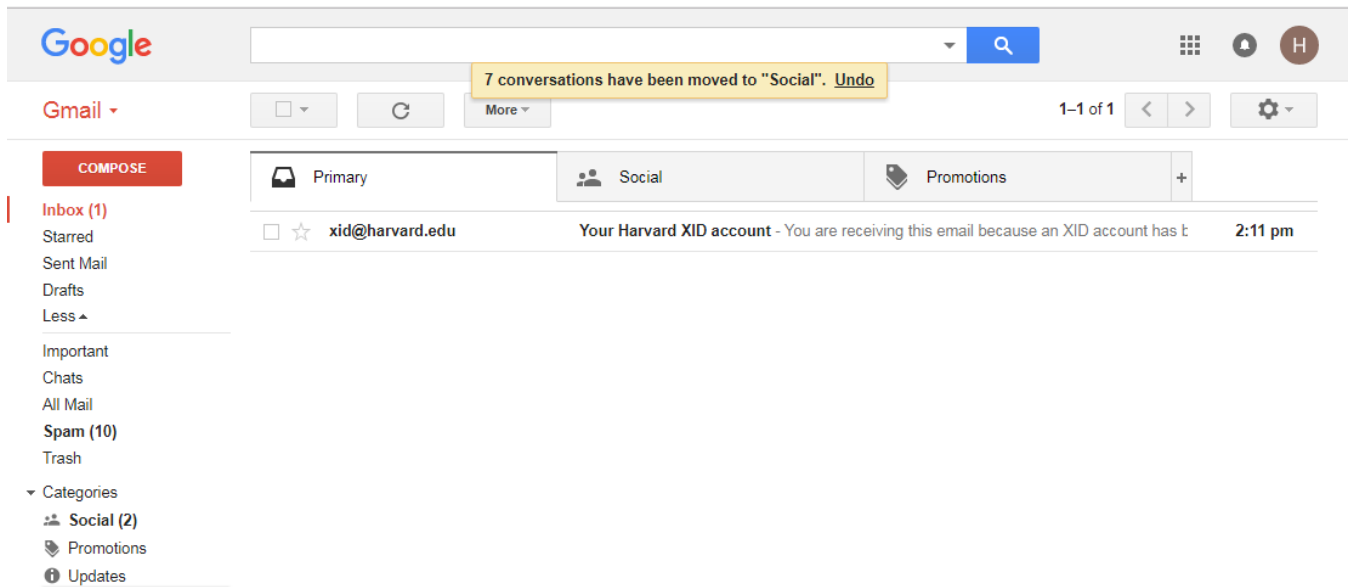 Google
H
7 conversations have been moved to "Social". Undo
Gmail
More
1–1 of 1
COMPOSE
Primary
Social
Promotions
+
Inbox (1)
xid@harvard.edu
Your Harvard XID account - You are receiving this email because an XID account has b
2:11 pm
Starred
Sent Mail
Drafts
Less
Important
Chats
All Mail
Spam (10)
Trash
Categories
Social (2)
Promotions
Updates